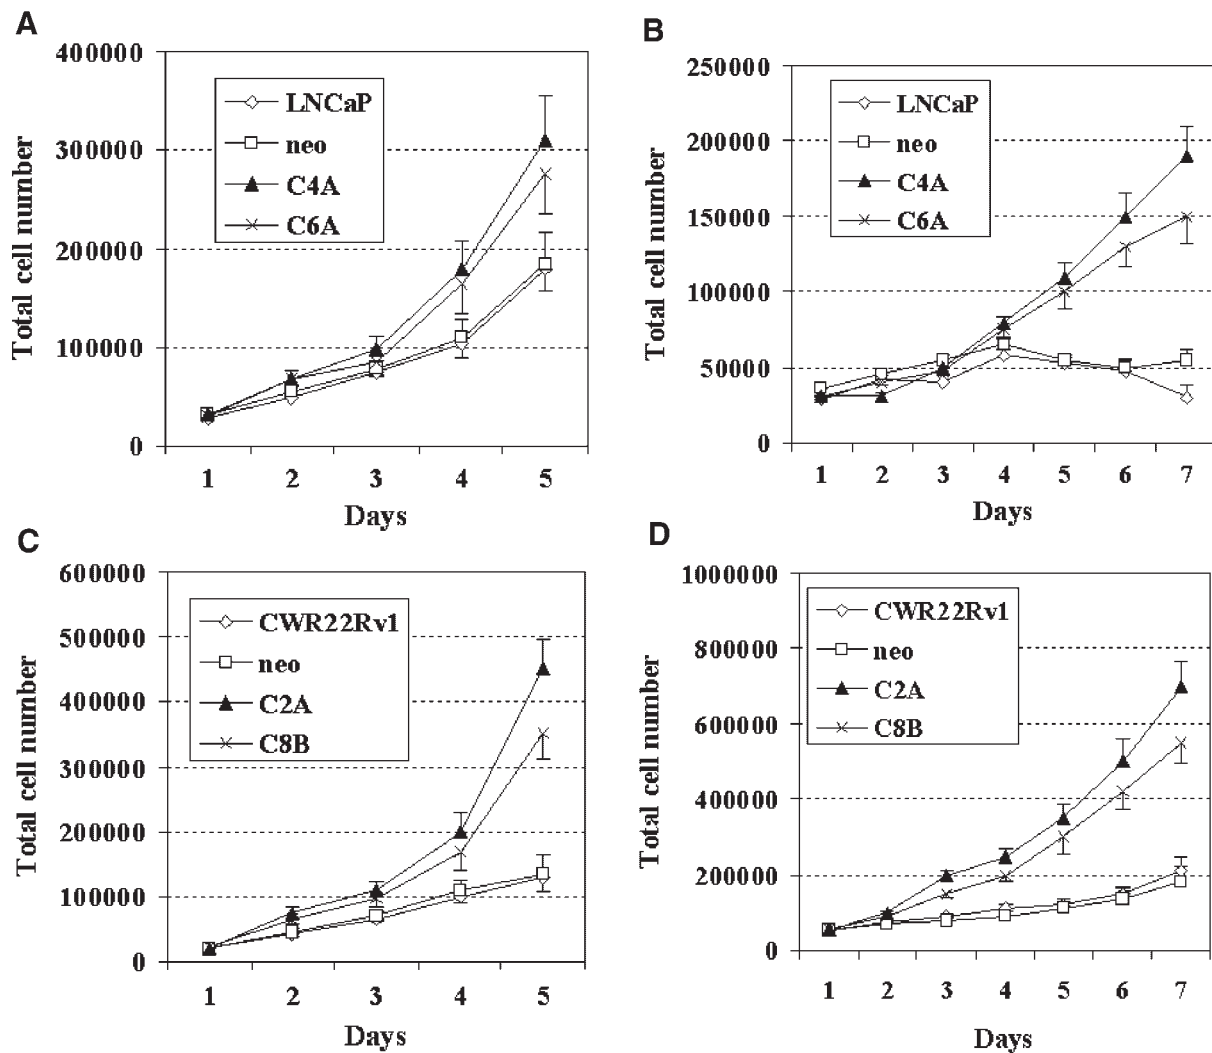 A
400000
300000
200000
100000
0
Total cell number
LNCaP
neo
C4A
C6A
1 2 3 4 5
Days
B
250000
200000
150000
100000
50000
0
Total cell number
LNCaP
neo
C4A
C6A
1 2 3 4 5 6 7
Days
C
600000
500000
400000
300000
200000
100000
0
Total cell number
CWR22Rv1
neo
C2A
C8B
1 2 3 4 5
Days
D
1000000
800000
600000
400000
200000
0
Total cell number
CWR22Rv1
neo
C2A
C8B
1 2 3 4 5 6 7
Days